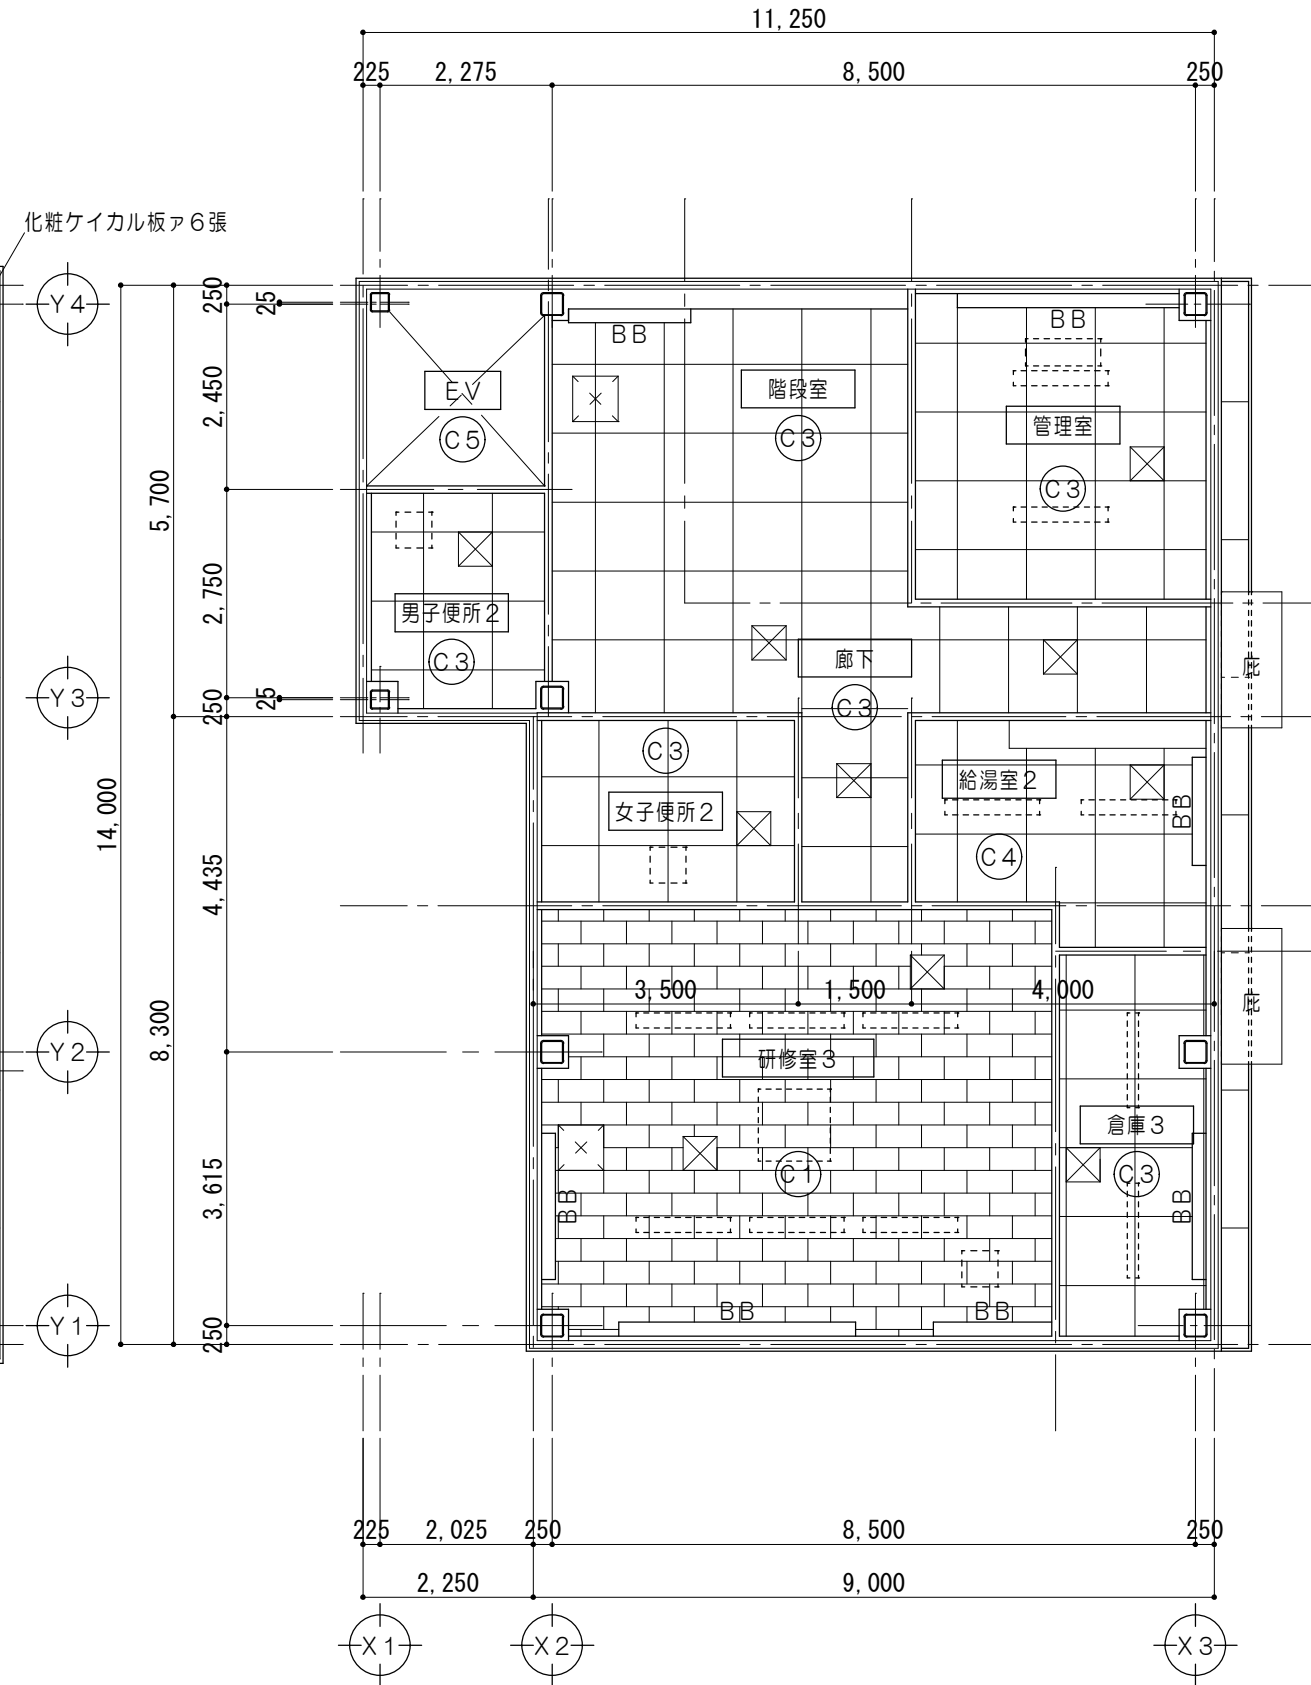 11,250
225 2,275 8,500 250
化粧ケイカル板ァ6張
Y4
250
25
BB
BB
2,450
EV
C5
階段室
C3
管理室
C3
5,700
2,750
男子便所2
C3
廊下
C3
庇
Y3
250
25
C3
女子便所2
給湯室2
BB
C4
14,000
4,435
3,500 1,500 4,000
8,300
庇
Y2
研修室3
倉庫3
C1
C3
3,615
BB
BB
BB
BB
Y1
250
225 2,025 250 8,500 250
2,250 9,000
X1 X2 X3